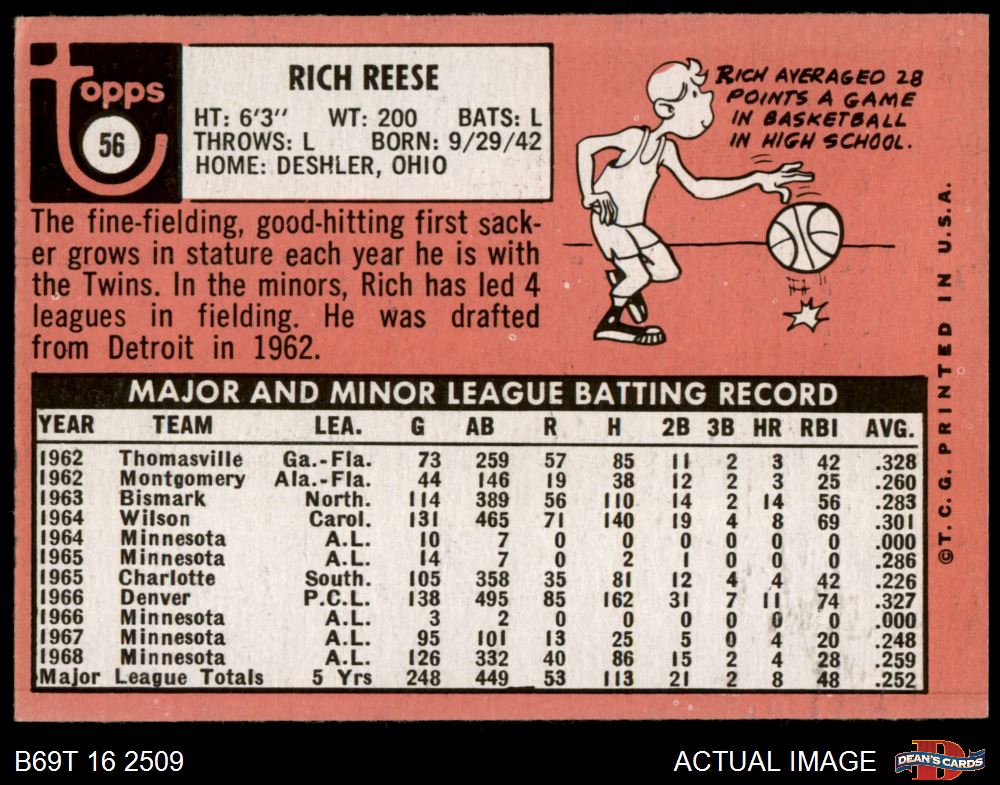 topps
56
RICH REESE
HT: 6'3" WT: 200 BATS: L
THROWS: L BORN: 9/29/42
HOME: DESHLER, OHIO
RICH AVERAGED 28
POINTS A GAME
IN BASKETBALL
IN HIGH SCHOOL.
The fine-fielding, good-hitting first sack-
er grows in stature each year he is with
the Twins. In the minors, Rich has led 4
leagues in fielding. He was drafted
from Detroit in 1962.
MAJOR AND MINOR LEAGUE BATTING RECORD
YEAR TEAM LEA. G AB R H 2B 3B HR RBI AVG.
1962 Thomasville Ga.-Fla. 73 259 57 85 11 2 3 42 .328
1962 Montgomery Ala.-Fla. 44 146 19 38 12 2 3 25 .260
1963 Bismark North. 114 389 56 110 14 2 14 56 .283
1964 Wilson Carol. 131 465 71 140 19 4 8 69 .301
1964 Minnesota A.L. 10 7 0 0 0 0 0 0 .000
1965 Minnesota A.L. 14 7 0 2 1 0 0 0 .286
1965 Charlotte South. 105 358 35 81 12 4 4 42 .226
1966 Denver P.C.L. 138 495 85 162 31 7 11 74 .327
1966 Minnesota A.L. 3 2 0 0 0 0 0 0 .000
1967 Minnesota A.L. 95 101 13 25 5 0 4 20 .248
1968 Minnesota A.L. 126 332 40 86 15 2 4 28 .259
Major League Totals 5 Yrs 248 449 53 113 21 2 8 48 .252
©T.C.G. PRINTED IN U.S.A.
B69T 16 2509
ACTUAL IMAGE
DEAN'S CARDS